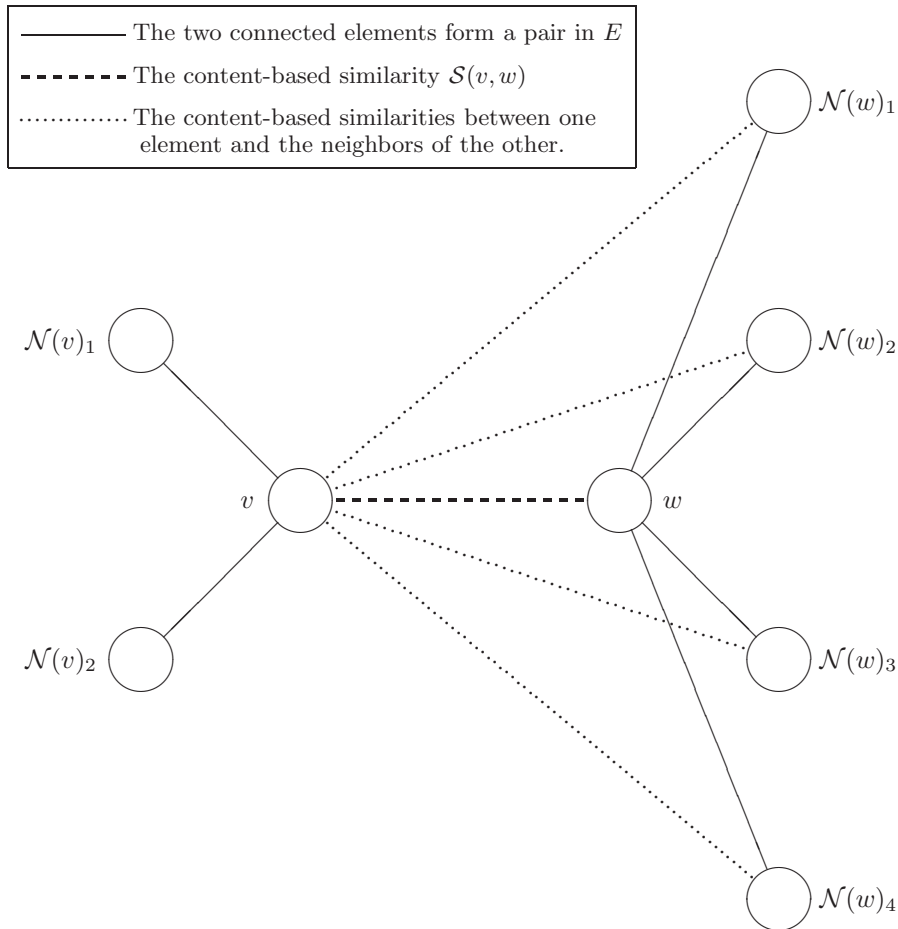 The two connected elements form a pair in E
The content-based similarity 𝒮(v, w)
The content-based similarities between one
element and the neighbors of the other.
𝒩(w)₁
𝒩(v)₁
𝒩(w)₂
v
w
𝒩(v)₂
𝒩(w)₃
𝒩(w)₄